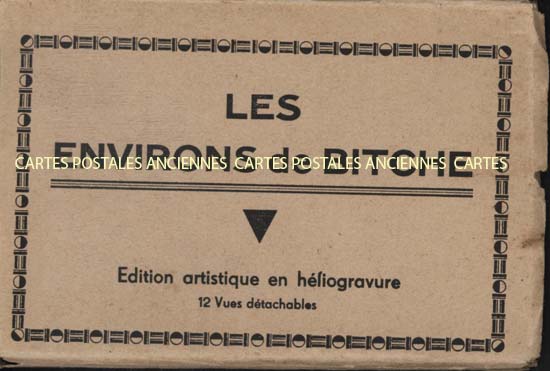 LES
ENVIRONS de BITCHE
CARTES POSTALES ANCIENNES CARTES POSTALES ANCIENNES CARTES
Edition artistique en héliogravure
12 Vues détachables